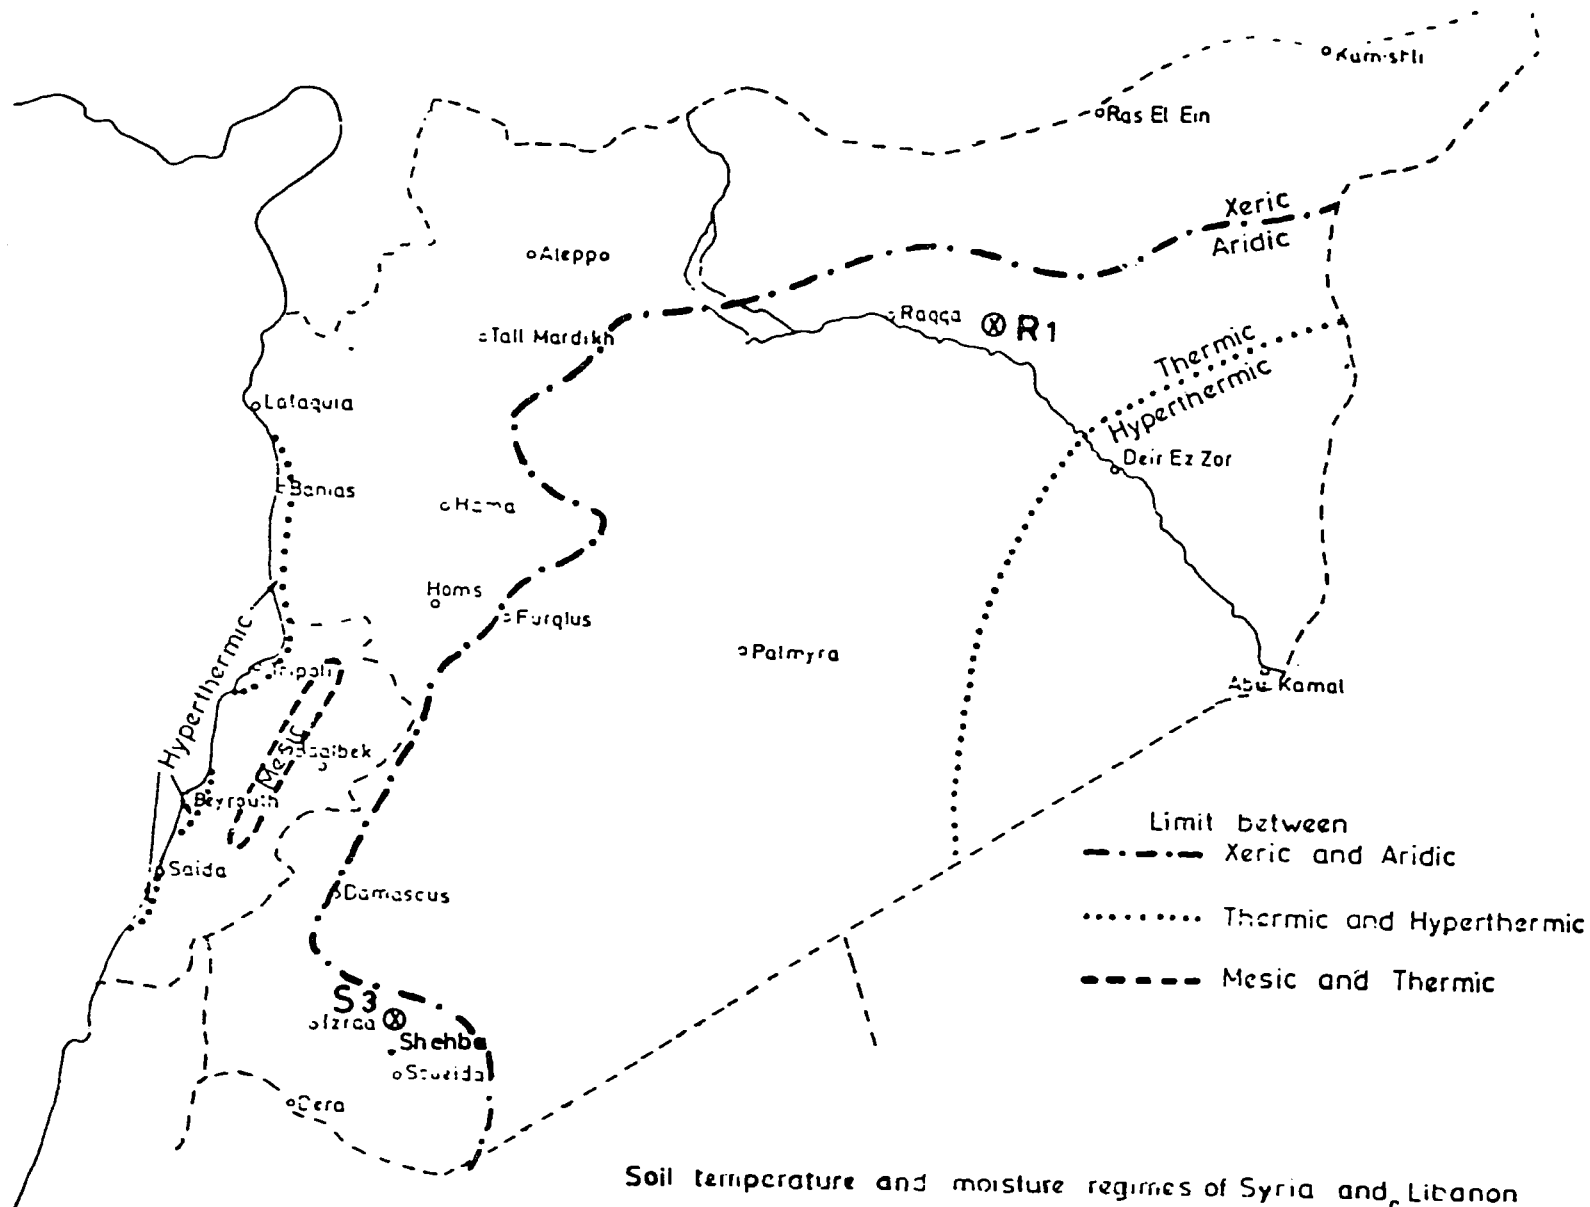 Ras El Ein
Xeric
Aridic
Aleppo
Raqqa
R1
Tall Mardikh
Thermic
Hyperthermic
Lataquia
Deir Ez Zor
Banias
Hama
Homs
Furqlus
Hyperthermic
Palmyra
Tripoli
Abu Kamal
Mesic
Baalbek
Beyrouth
Limit between
Xeric and Aridic
Saida
Damascus
Thermic and Hyperthermic
Mesic and Thermic
S3
Izraa
Shehba
Soueida
Dera
Soil temperature and moisture regimes of Syria and Libanon